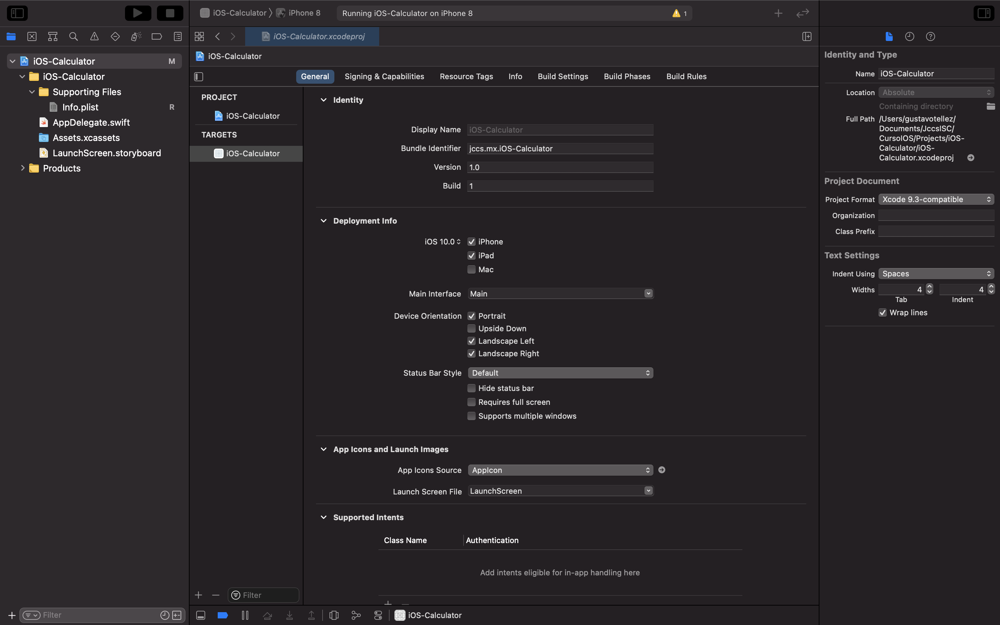 iOS-Calculator
iPhone 8
Running iOS-Calculator on iPhone 8
1
iOS-Calculator.xcodeproj
iOS-Calculator
M
iOS-Calculator
Supporting Files
Info.plist
R
AppDelegate.swift
Assets.xcassets
LaunchScreen.storyboard
Products
Filter
iOS-Calculator
General
Signing & Capabilities
Resource Tags
Info
Build Settings
Build Phases
Build Rules
PROJECT
iOS-Calculator
TARGETS
iOS-Calculator
Filter
Identity
Display Name
iOS-Calculator
Bundle Identifier
jccs.mx.iOS-Calculator
Version
1.0
Build
1
Deployment Info
iOS 10.0
iPhone
iPad
Mac
Main Interface
Main
Device Orientation
Portrait
Upside Down
Landscape Left
Landscape Right
Status Bar Style
Default
Hide status bar
Requires full screen
Supports multiple windows
App Icons and Launch Images
App Icons Source
AppIcon
Launch Screen File
LaunchScreen
Supported Intents
Class Name
Authentication
Add intents eligible for in-app handling here
iOS-Calculator
Identity and Type
Name
iOS-Calculator
Location
Absolute
Containing directory
Full Path
/Users/gustavotellez/
Documents/JccsISC/
CursoIOS/Projects/iOS-
Calculator/iOS-
Calculator.xcodeproj
Project Document
Project Format
Xcode 9.3-compatible
Organization
Class Prefix
Text Settings
Indent Using
Spaces
Widths
4
4
Tab
Indent
Wrap lines